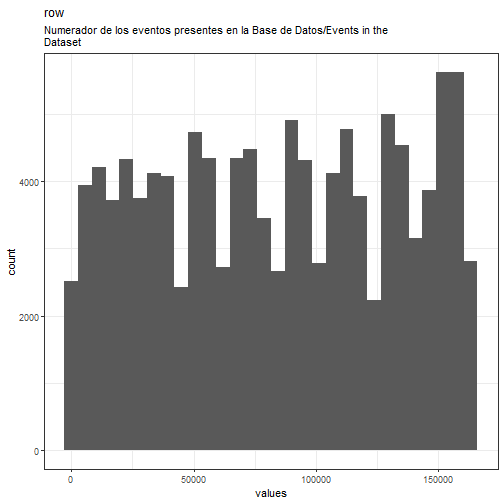 row
Numerador de los eventos presentes en la Base de Datos/Events in the
Dataset
4000
2000
0
count
0 50000 100000 150000
values